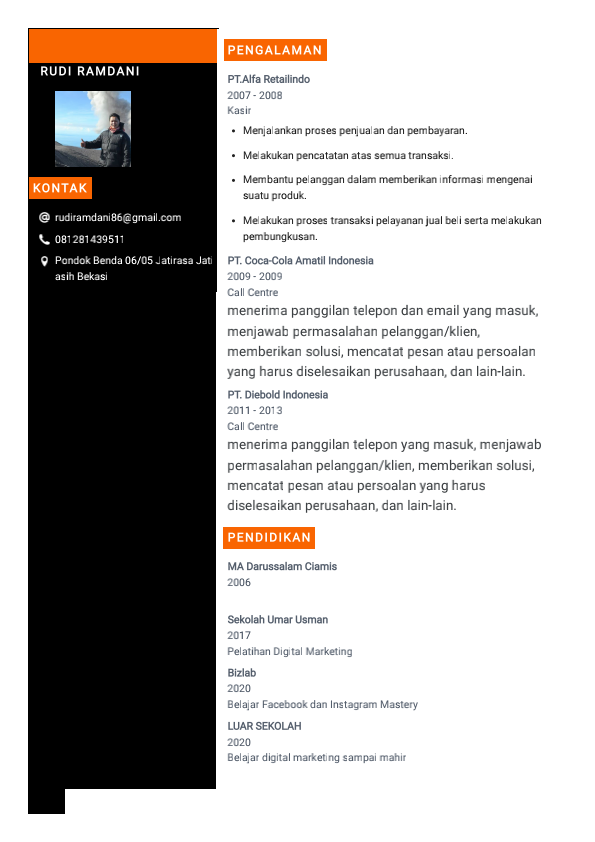 RUDI RAMDANI
KONTAK
rudiramdani86@gmail.com
081281439511
Pondok Benda 06/05 Jatirasa Jati
asih Bekasi
PENGALAMAN
PT.Alfa Retailindo
2007 - 2008
Kasir
• Menjalankan proses penjualan dan pembayaran.
• Melakukan pencatatan atas semua transaksi.
• Membantu pelanggan dalam memberikan informasi mengenai
suatu produk.
• Melakukan proses transaksi pelayanan jual beli serta melakukan
pembungkusan.
PT. Coca-Cola Amatil Indonesia
2009 - 2009
Call Centre
menerima panggilan telepon dan email yang masuk,
menjawab permasalahan pelanggan/klien,
memberikan solusi, mencatat pesan atau persoalan
yang harus diselesaikan perusahaan, dan lain-lain.
PT. Diebold Indonesia
2011 - 2013
Call Centre
menerima panggilan telepon yang masuk, menjawab
permasalahan pelanggan/klien, memberikan solusi,
mencatat pesan atau persoalan yang harus
diselesaikan perusahaan, dan lain-lain.
PENDIDIKAN
MA Darussalam Ciamis
2006
Sekolah Umar Usman
2017
Pelatihan Digital Marketing
Bizlab
2020
Belajar Facebook dan Instagram Mastery
LUAR SEKOLAH
2020
Belajar digital marketing sampai mahir